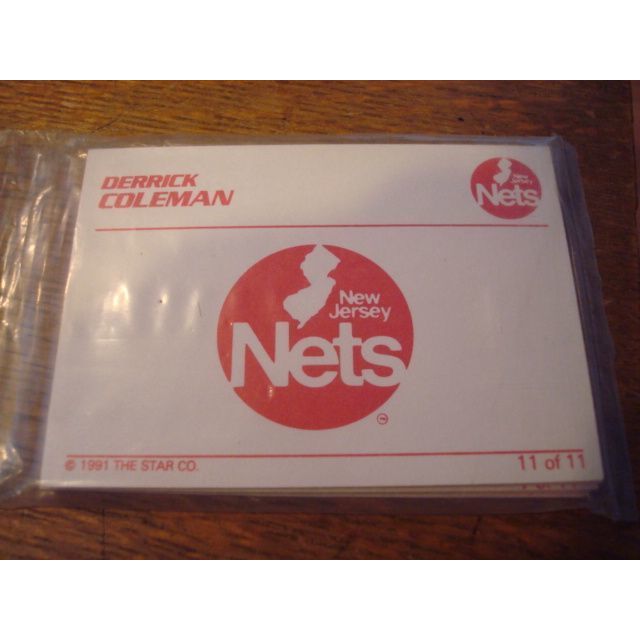 DERRICK
COLEMAN
New
Jersey
Nets
New
Jersey
Nets
TM
© 1991 THE STAR CO.
11 of 11